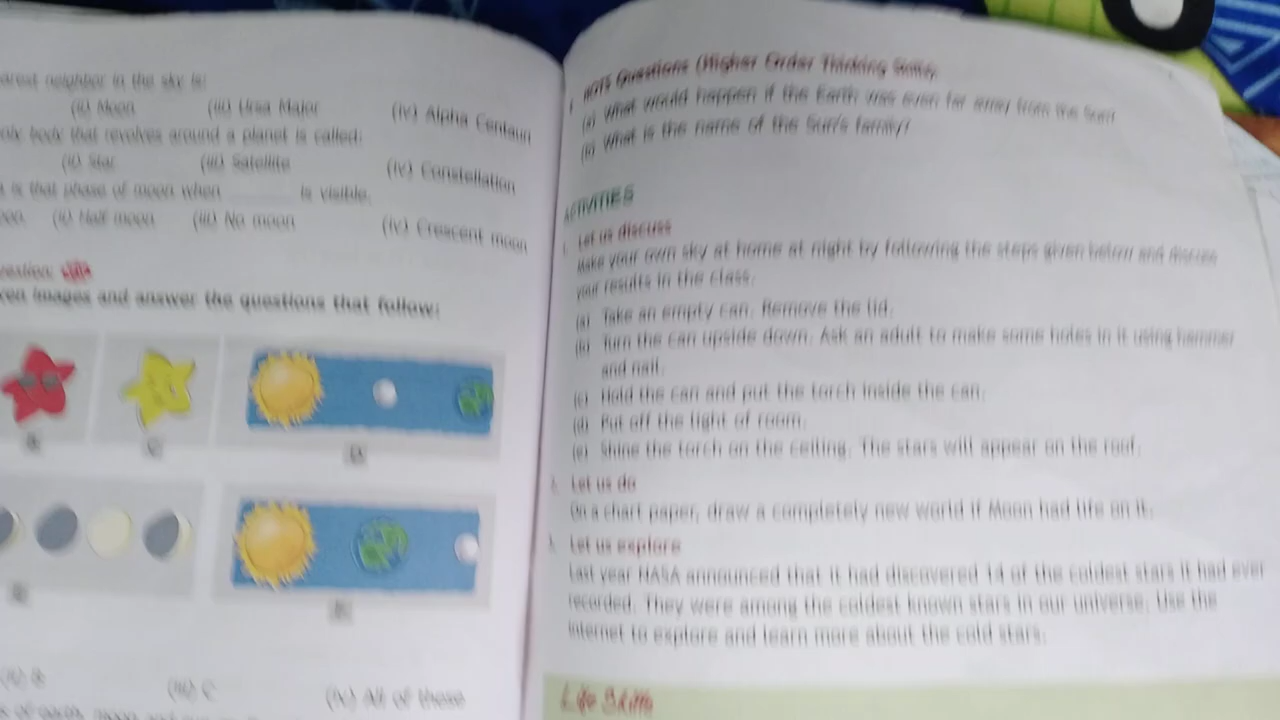 arest neighbor in the sky is:
(ii) Moon (iii) Ursa Major (iv) Alpha Centauri
body that revolves around a planet is called:
(ii) Star (iii) Satellite (iv) Constellation
is that phase of moon when ______ is visible.
(ii) Half moon (iii) No moon (iv) Crescent moon
en images and answer the questions that follow:
C
(iii) C (iv) All of these
HOTS Questions (Higher Order Thinking Skills)
What would happen if the Earth was even far away from the Sun?
What is the name of the Sun's family?
ACTIVITIES
1. Let us discuss
Make your own sky at home at night by following the steps given below and discuss
your results in the class.
(a) Take an empty can. Remove the lid.
(b) Turn the can upside down. Ask an adult to make some holes in it using hammer
and nail.
(c) Hold the can and put the torch inside the can.
(d) Put off the light of room.
(e) Shine the torch on the ceiling. The stars will appear on the roof.
2. Let us do
On a chart paper, draw a completely new world if Moon had life on it.
3. Let us explore
Last year NASA announced that it had discovered 14 of the coldest stars it had ever
recorded. They were among the coldest known stars in our universe. Use the
internet to explore and learn more about the cold stars.
Life Skills